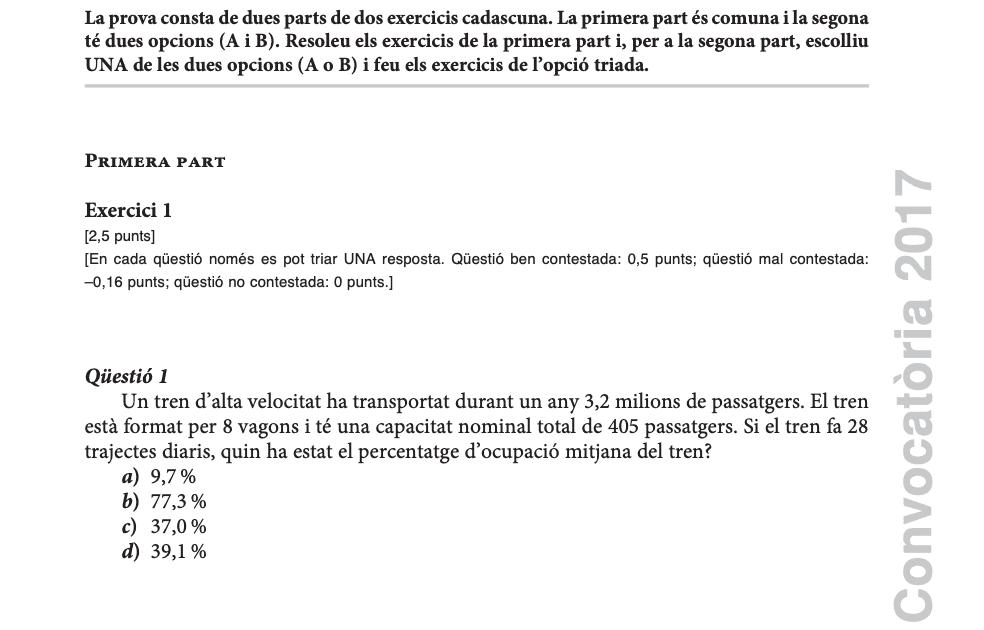 La prova consta de dues parts de dos exercicis cadascuna. La primera part és comuna i la segona
té dues opcions (A i B). Resoleu els exercicis de la primera part i, per a la segona part, escolliu
UNA de les dues opcions (A o B) i feu els exercicis de l’opció triada.
PRIMERA PART
Exercici 1
[2,5 punts]
[En cada qüestió només es pot triar UNA resposta. Qüestió ben contestada: 0,5 punts; qüestió mal contestada:
–0,16 punts; qüestió no contestada: 0 punts.]
Qüestió 1
Un tren d’alta velocitat ha transportat durant un any 3,2 milions de passatgers. El tren
està format per 8 vagons i té una capacitat nominal total de 405 passatgers. Si el tren fa 28
trajectes diaris, quin ha estat el percentatge d’ocupació mitjana del tren?
a) 9,7 %
b) 77,3 %
c) 37,0 %
d) 39,1 %
Convocatòria 2017